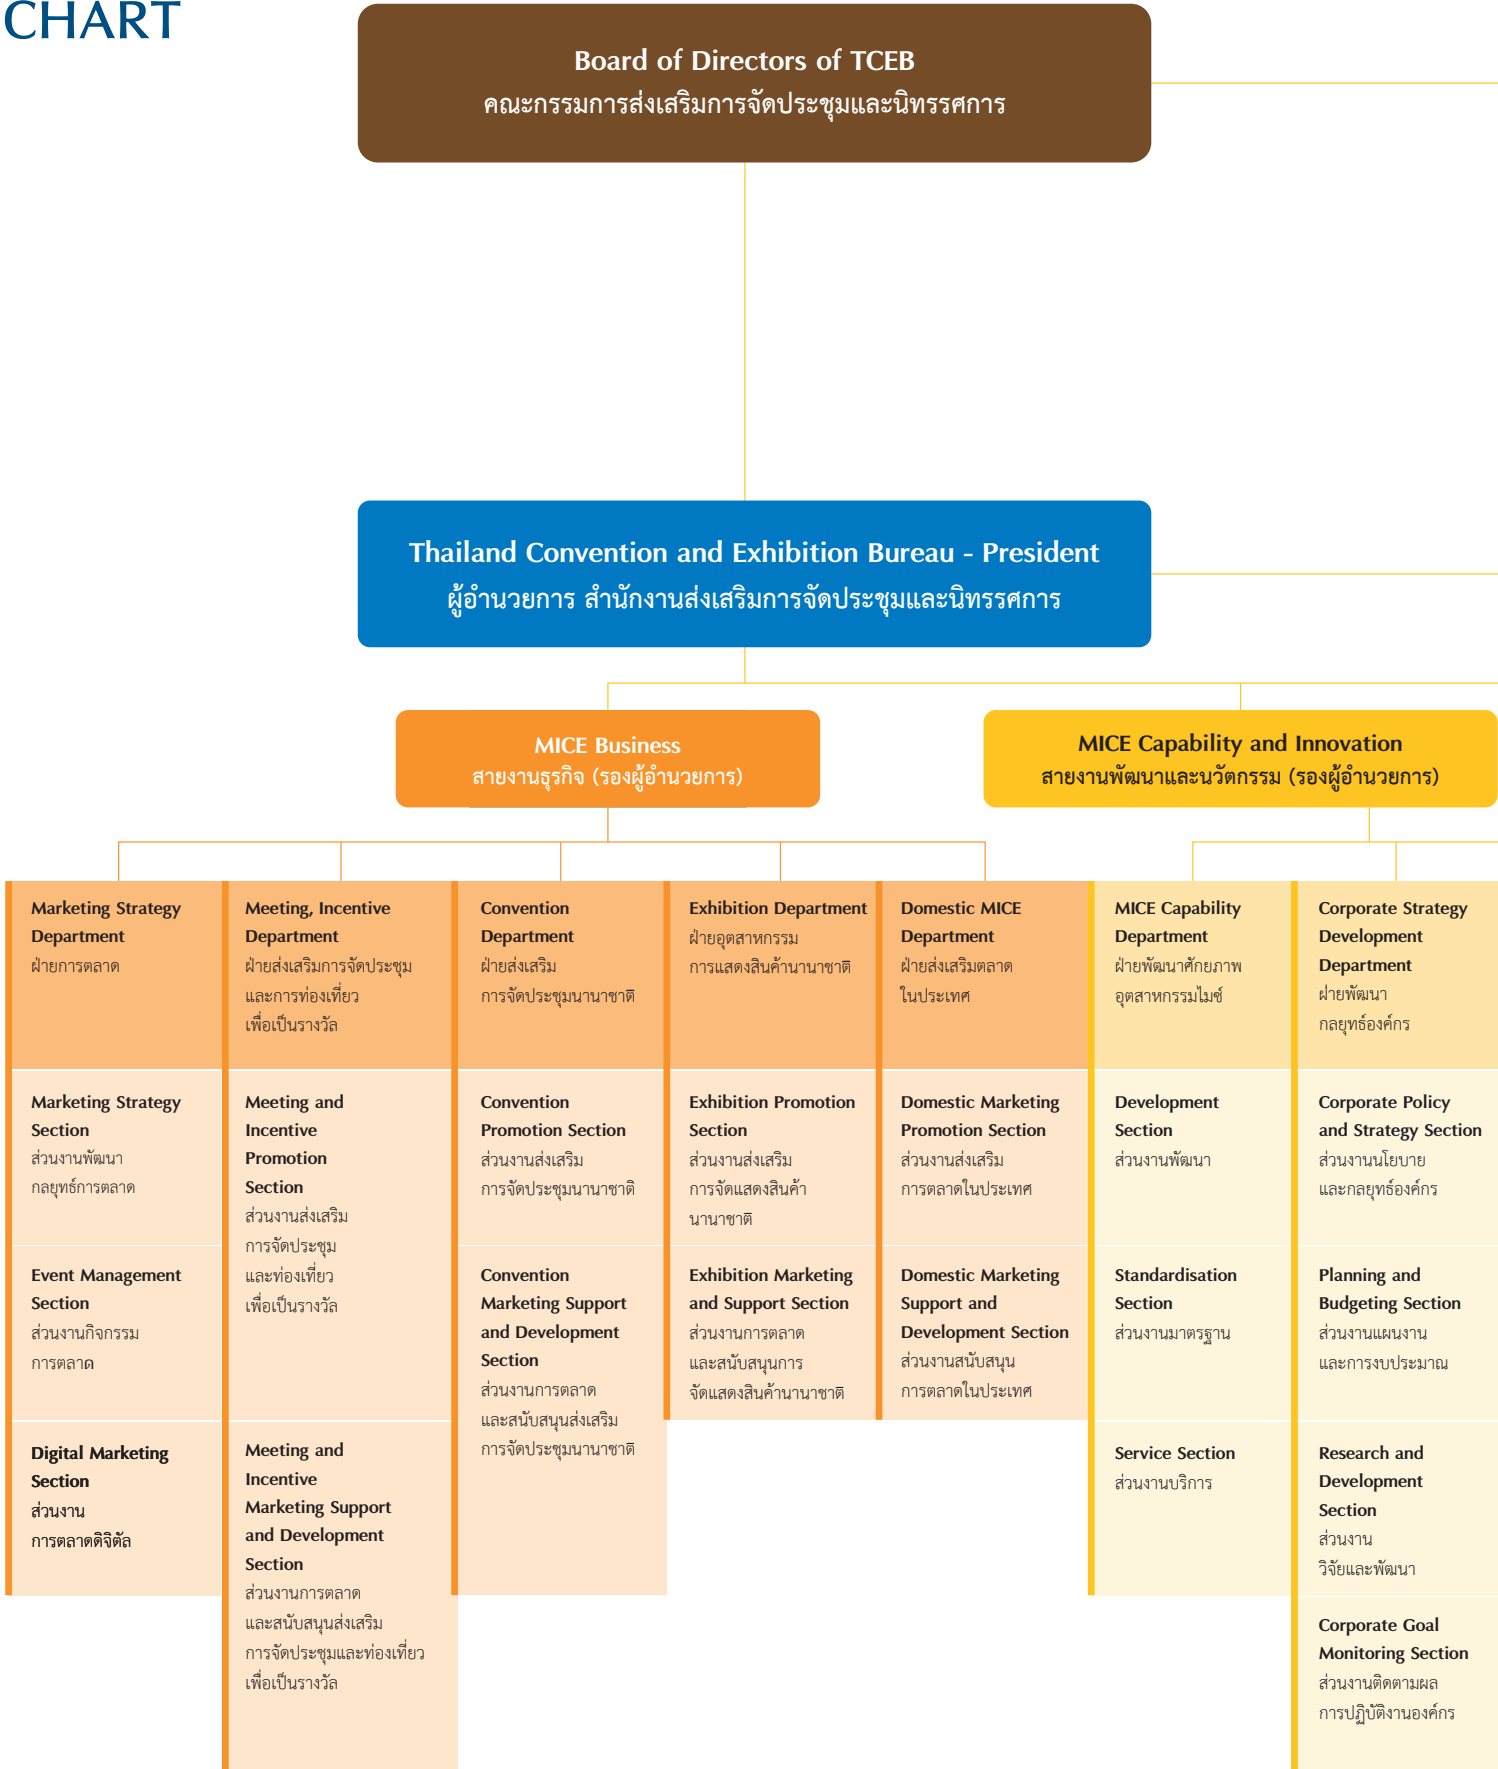 CHART
Board of Directors of TCEB
คณะกรรมการส่งเสริมการจัดประชุมและนิทรรศการ
Thailand Convention and Exhibition Bureau - President
ผู้อำนวยการ สำนักงานส่งเสริมการจัดประชุมและนิทรรศการ
MICE Business
สายงานธุรกิจ (รองผู้อำนวยการ)
MICE Capability and Innovation
สายงานพัฒนาและนวัตกรรม (รองผู้อำนวยการ)
Marketing Strategy
Department
ฝ่ายการตลาด
Marketing Strategy
Section
ส่วนงานพัฒนา
กลยุทธ์การตลาด
Event Management
Section
ส่วนงานกิจกรรม
การตลาด
Digital Marketing
Section
ส่วนงาน
การตลาดดิจิตัล
Meeting, Incentive
Department
ฝ่ายส่งเสริมการจัดประชุม
และการท่องเที่ยว
เพื่อเป็นรางวัล
Meeting and
Incentive
Promotion
Section
ส่วนงานส่งเสริม
การจัดประชุม
และท่องเที่ยว
เพื่อเป็นรางวัล
Meeting and
Incentive
Marketing Support
and Development
Section
ส่วนงานการตลาด
และสนับสนุนส่งเสริม
การจัดประชุมและท่องเที่ยว
เพื่อเป็นรางวัล
Convention
Department
ฝ่ายส่งเสริม
การจัดประชุมนานาชาติ
Convention
Promotion Section
ส่วนงานส่งเสริม
การจัดประชุมนานาชาติ
Convention
Marketing Support
and Development
Section
ส่วนงานการตลาด
และสนับสนุนส่งเสริม
การจัดประชุมนานาชาติ
Exhibition Department
ฝ่ายอุตสาหกรรม
การแสดงสินค้านานาชาติ
Exhibition Promotion
Section
ส่วนงานส่งเสริม
การจัดแสดงสินค้า
นานาชาติ
Exhibition Marketing
and Support Section
ส่วนงานการตลาด
และสนับสนุนการ
จัดแสดงสินค้านานาชาติ
Domestic MICE
Department
ฝ่ายส่งเสริมตลาด
ในประเทศ
Domestic Marketing
Promotion Section
ส่วนงานส่งเสริม
การตลาดในประเทศ
Domestic Marketing
Support and
Development Section
ส่วนงานสนับสนุน
การตลาดในประเทศ
MICE Capability
Department
ฝ่ายพัฒนาศักยภาพ
อุตสาหกรรมไมซ์
Development
Section
ส่วนงานพัฒนา
Standardisation
Section
ส่วนงานมาตรฐาน
Service Section
ส่วนงานบริการ
Corporate Strategy
Development
Department
ฝ่ายพัฒนา
กลยุทธ์องค์กร
Corporate Policy
and Strategy Section
ส่วนงานนโยบาย
และกลยุทธ์องค์กร
Planning and
Budgeting Section
ส่วนงานแผนงาน
และการงบประมาณ
Research and
Development
Section
ส่วนงาน
วิจัยและพัฒนา
Corporate Goal
Monitoring Section
ส่วนงานติดตามผล
การปฏิบัติงานองค์กร